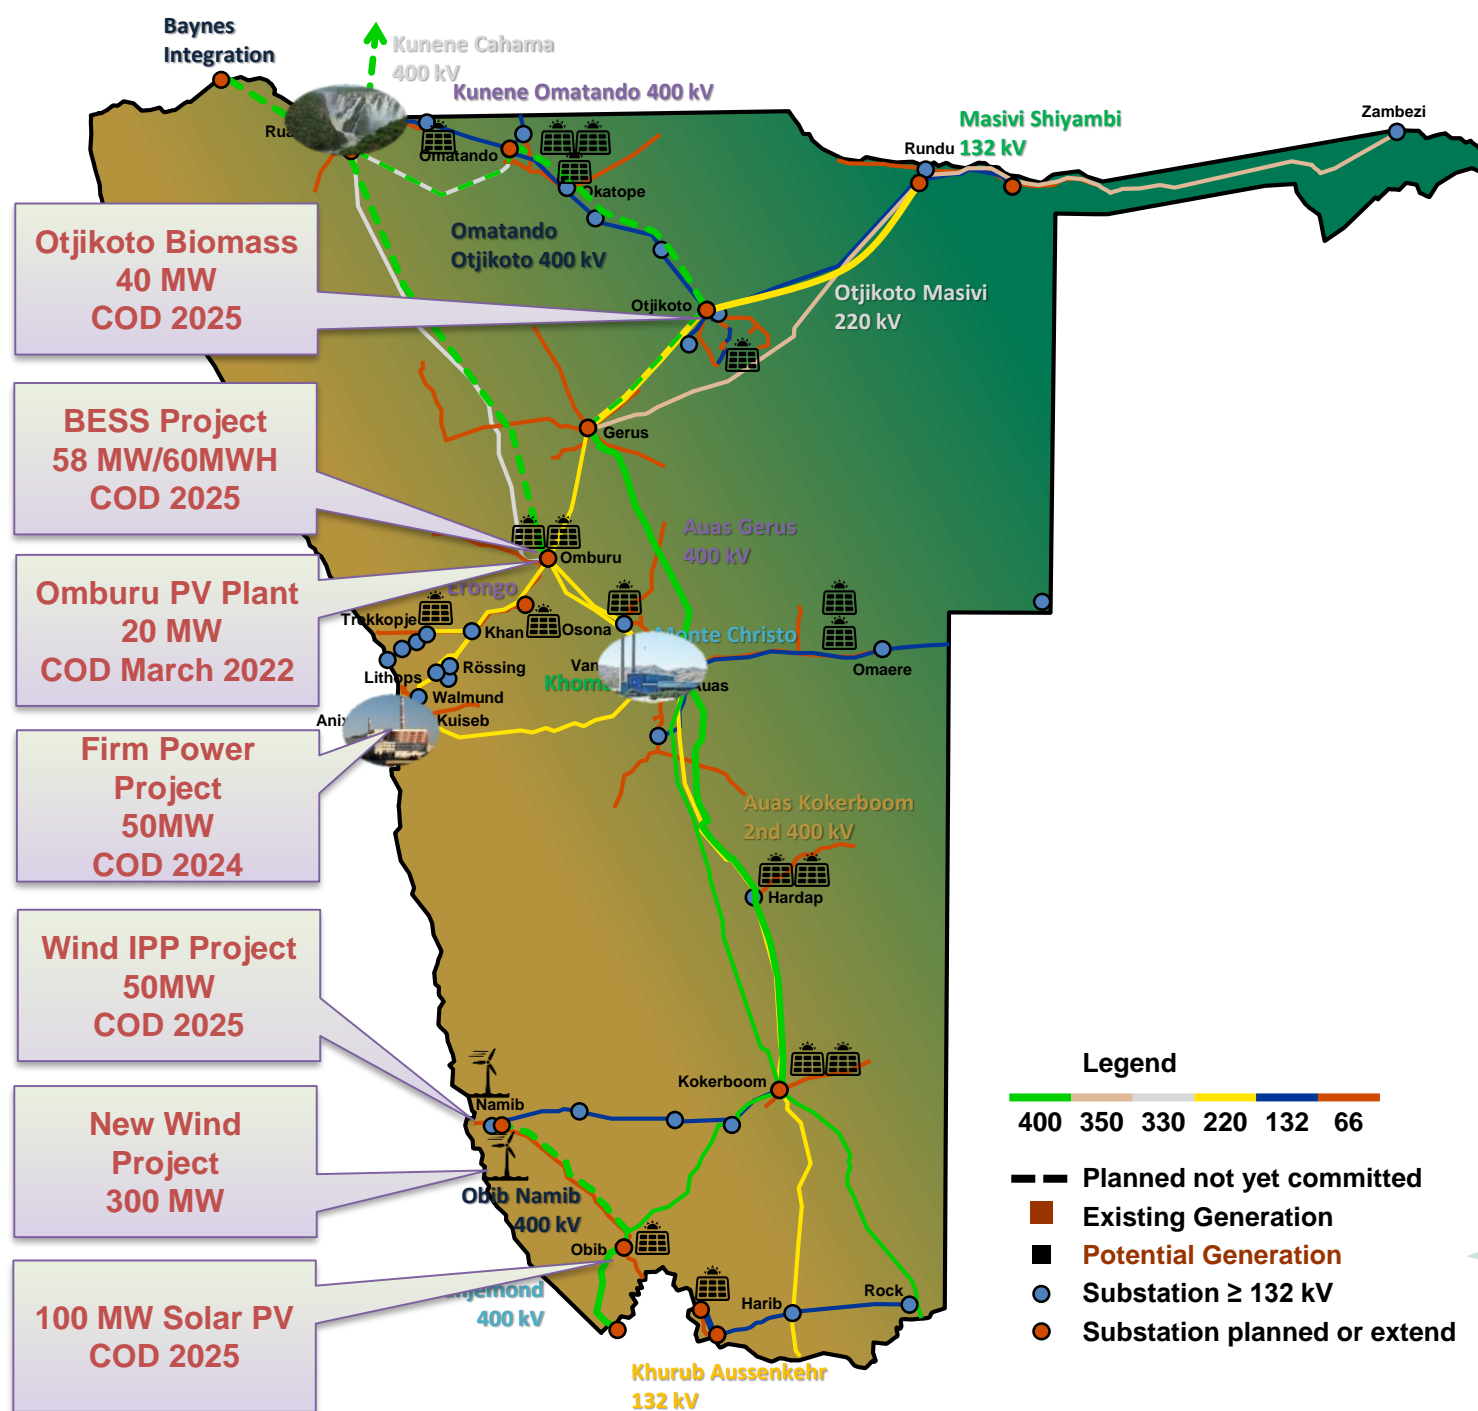 Baynes
Integration
Kunene Cahama
400 kV
Kunene Omatando 400 kV
Masivi Shiyambi
132 kV
Zambezi
Rundu
Omatando
Okatope
Omatando
Otjikoto 400 kV
Otjikoto
Otjikoto Masivi
220 kV
Gerus
Auas Gerus
400 kV
Omburu
Erongo
Trekkopje
Khan
Osona
Monte Christo
Lithops
Rössing
Van
Auas
Omaere
Walmund
Kuiseb
Auas Kokerboom
2nd 400 kV
Hardap
Kokerboom
Namib
Obib Namib
400 kV
Obib
400 kV
Harib
Rock
Khurub Aussenkehr
132 kV
Otjikoto Biomass
40 MW
COD 2025
BESS Project
58 MW/60MWH
COD 2025
Omburu PV Plant
20 MW
COD March 2022
Firm Power
Project
50MW
COD 2024
Wind IPP Project
50MW
COD 2025
New Wind
Project
300 MW
100 MW Solar PV
COD 2025
Legend
400 350 330 220 132 66
Planned not yet committed
Existing Generation
Potential Generation
Substation ≥ 132 kV
Substation planned or extend